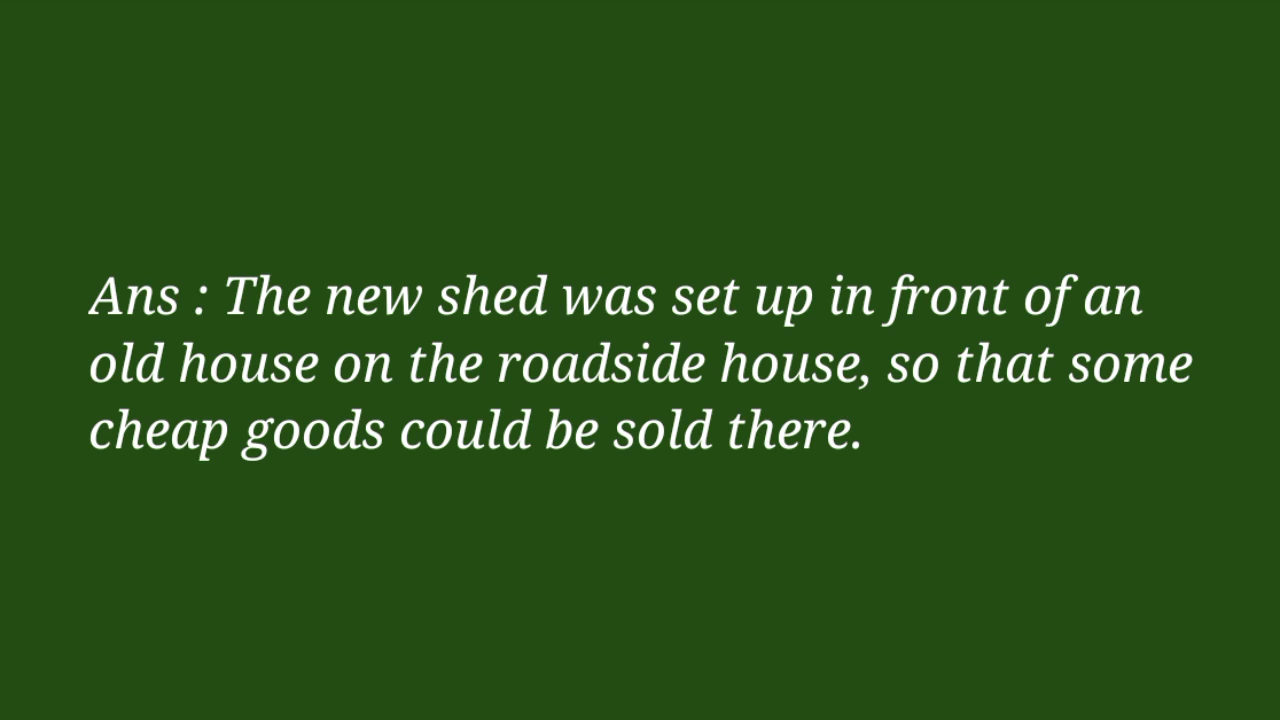 Ans : The new shed was set up in front of an
old house on the roadside house, so that some
cheap goods could be sold there.